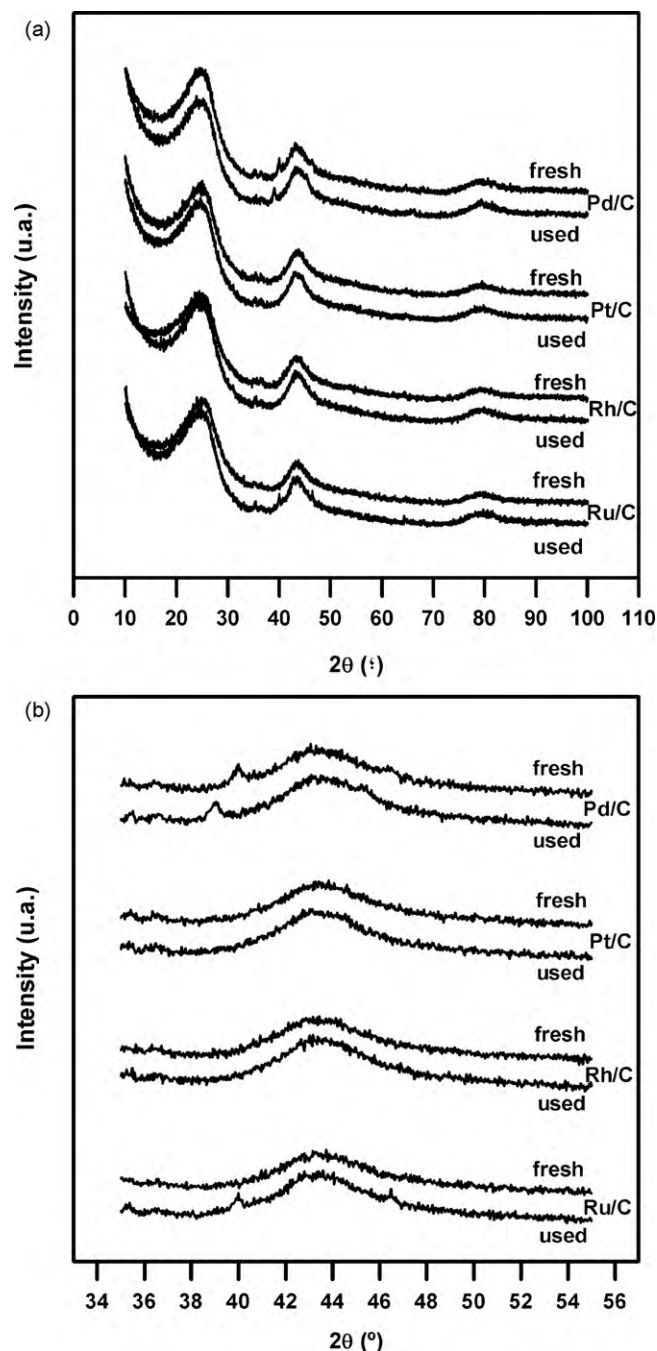 (a)
Intensity (u.a.)
fresh
Pd/C
used
fresh
Pt/C
used
fresh
Rh/C
used
fresh
Ru/C
used
0 10 20 30 40 50 60 70 80 90 100 110
2θ (
(b)
Intensity (u.a.)
fresh
Pd/C
used
fresh
Pt/C
used
fresh
Rh/C
used
fresh
Ru/C
used
34 36 38 40 42 44 46 48 50 52 54 56
2θ (º)